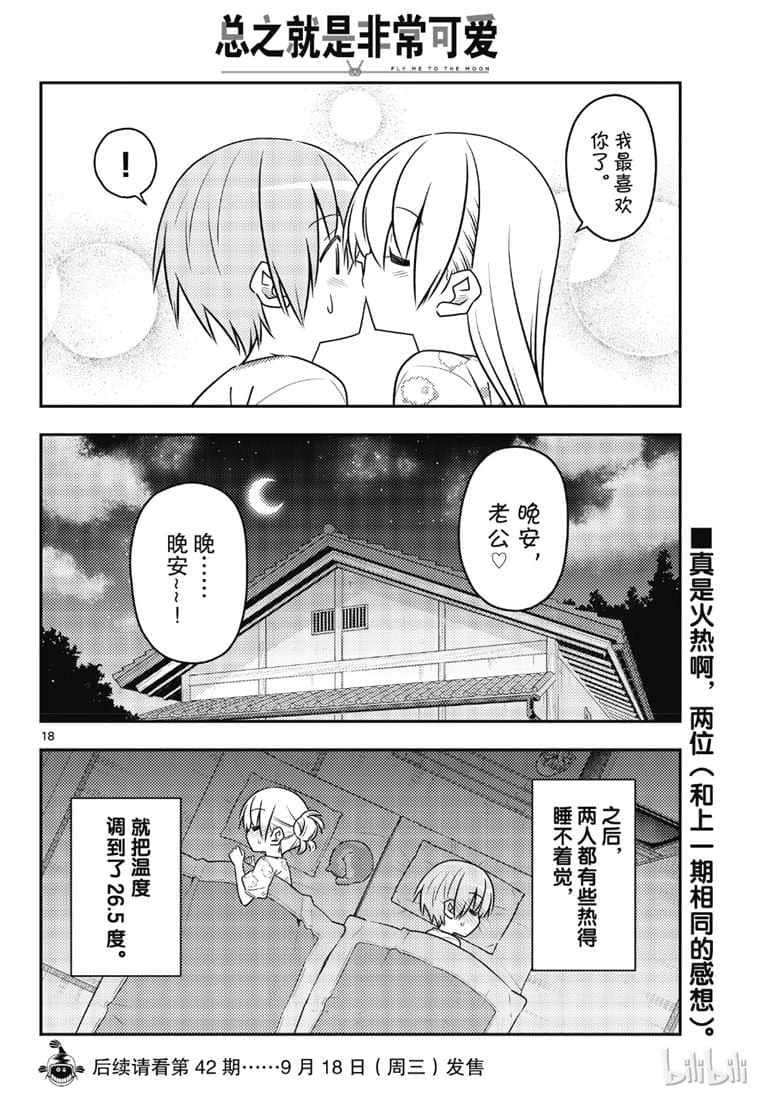 总之就是非常可爱
FLY ME TO THE MOON
我最喜欢
你了。
！
晚安，
老公♡
晚……
晚安~~！
18
之后，
两人都有些热得
睡不着觉，
就把温度
调到了26.5度。
■真是火热啊，两位（和上一期相同的感想）。
后续请看第42期……9月18日（周三）发售
bilibili